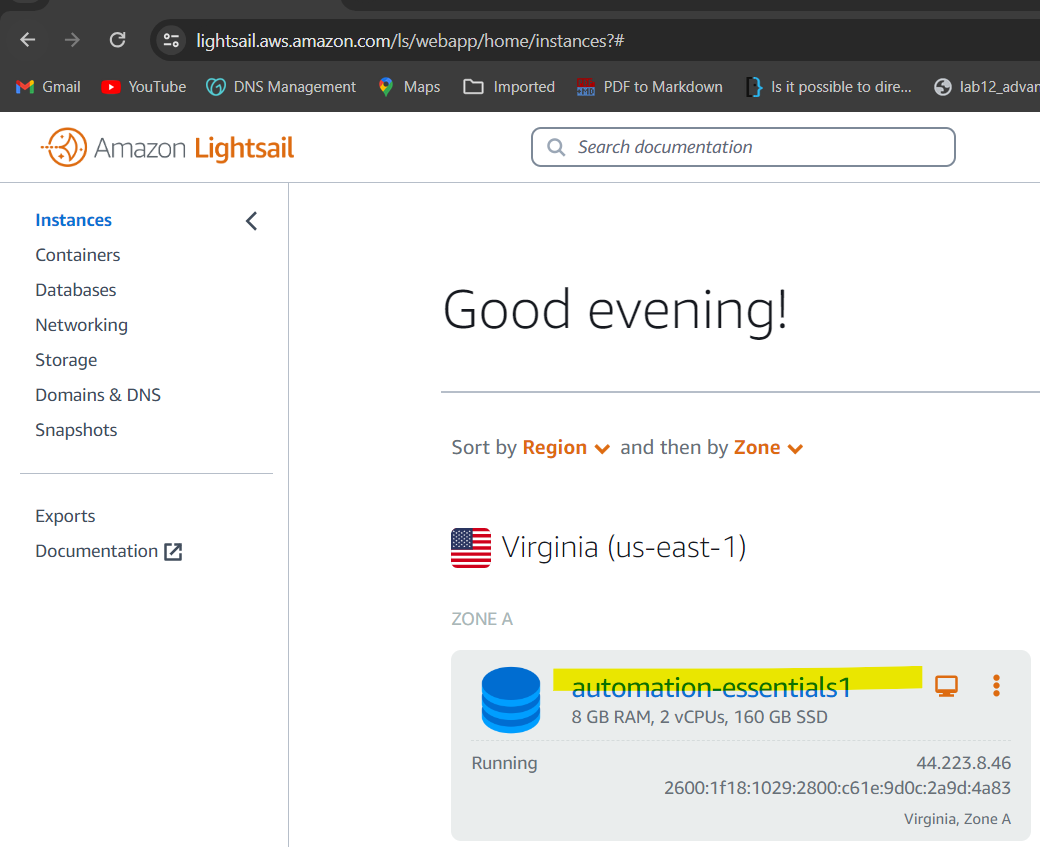 lightsail.aws.amazon.com/ls/webapp/home/instances?#
Gmail YouTube DNS Management Maps Imported PDF to Markdown Is it possible to dire... lab12_advan
Amazon Lightsail
Search documentation
Instances
Containers
Databases
Networking
Storage
Domains & DNS
Snapshots
Exports
Documentation
Good evening!
Sort by Region and then by Zone
Virginia (us-east-1)
ZONE A
automation-essentials1
8 GB RAM, 2 vCPUs, 160 GB SSD
Running
44.223.8.46
2600:1f18:1029:2800:c61e:9d0c:2a9d:4a83
Virginia, Zone A